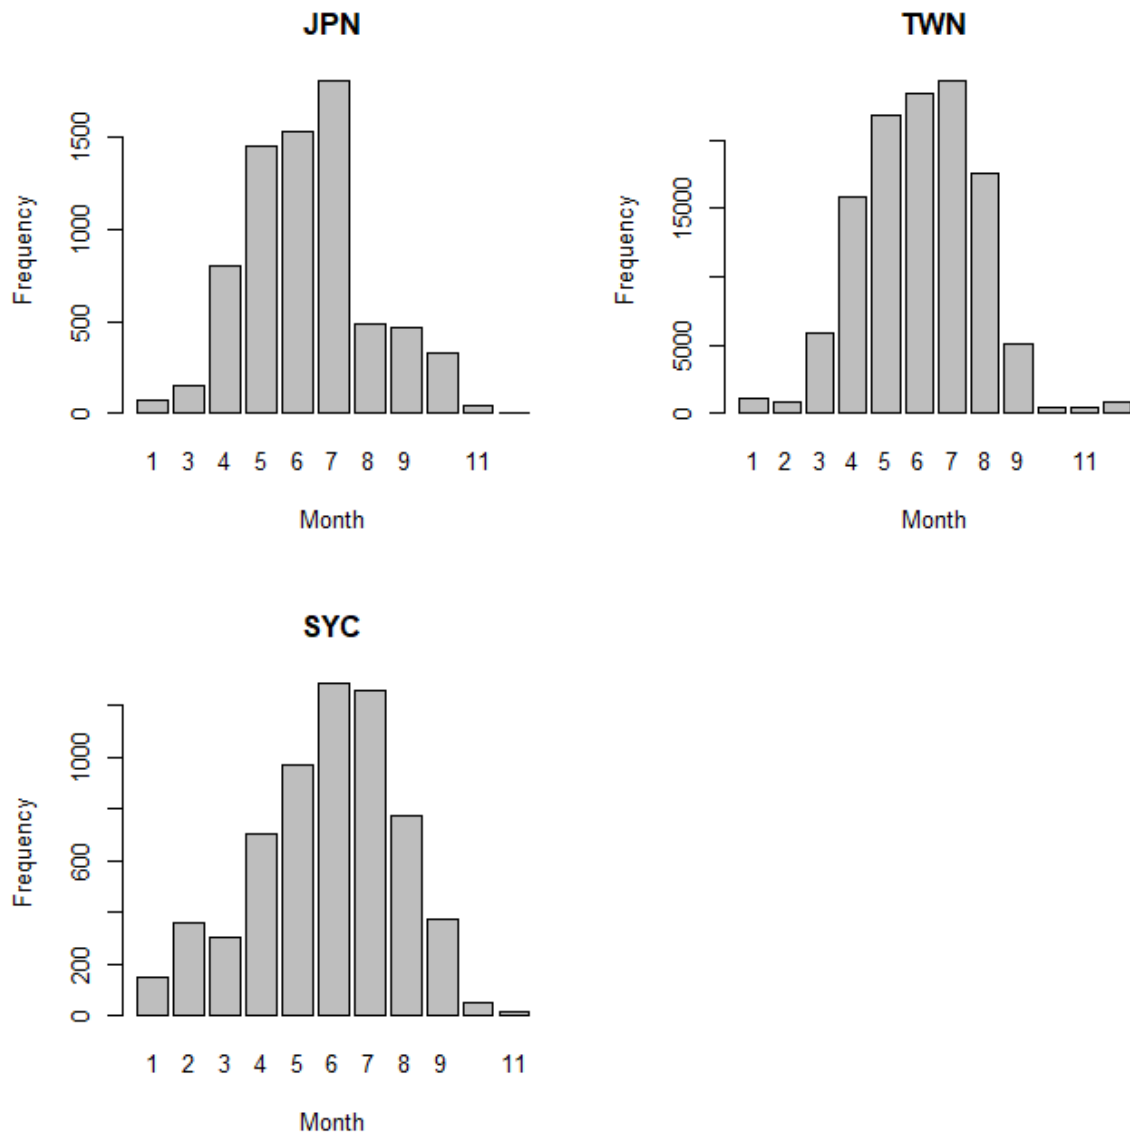 JPN
Frequency
0 500 1000 1500
1 3 4 5 6 7 8 9 11
Month
TWN
Frequency
0 5000 15000
1 2 3 4 5 6 7 8 9 11
Month
SYC
Frequency
0 200 600 1000
1 2 3 4 5 6 7 8 9 11
Month